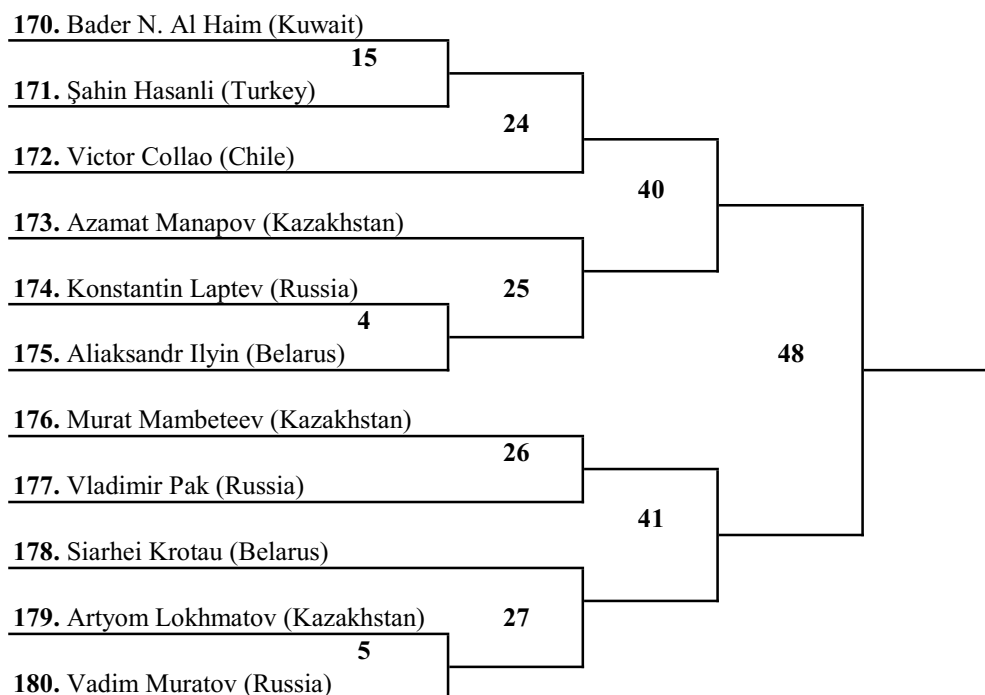 170. Bader N. Al Haim (Kuwait)
15
171. Şahin Hasanli (Turkey)
24
172. Victor Collao (Chile)
40
173. Azamat Manapov (Kazakhstan)
174. Konstantin Laptev (Russia)
25
4
175. Aliaksandr Ilyin (Belarus)
48
176. Murat Mambeteev (Kazakhstan)
26
177. Vladimir Pak (Russia)
41
178. Siarhei Krotau (Belarus)
179. Artyom Lokhmatov (Kazakhstan)
27
5
180. Vadim Muratov (Russia)